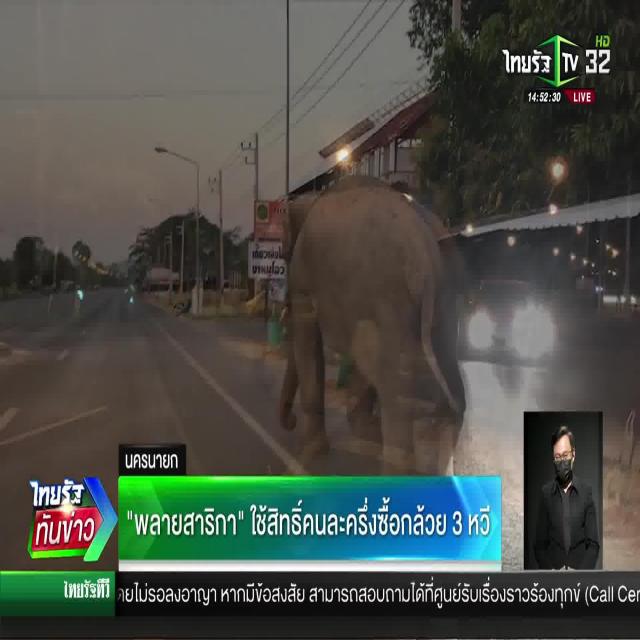 ไทยรัฐ TV HD 32
14:52:30 LIVE
นครนายก
ไทยรัฐ
ทันข่าว
"พลายสาริกา" ใช้สิทธิ์คนละครึ่งซื้อกล้วย 3 หวี
ไทยรัฐทีวี
ดยไม่รอลงอาญา หากมีข้อสงสัย สามารถสอบถามได้ที่ศูนย์รับเรื่องราวร้องทุกข์ (Call Cen